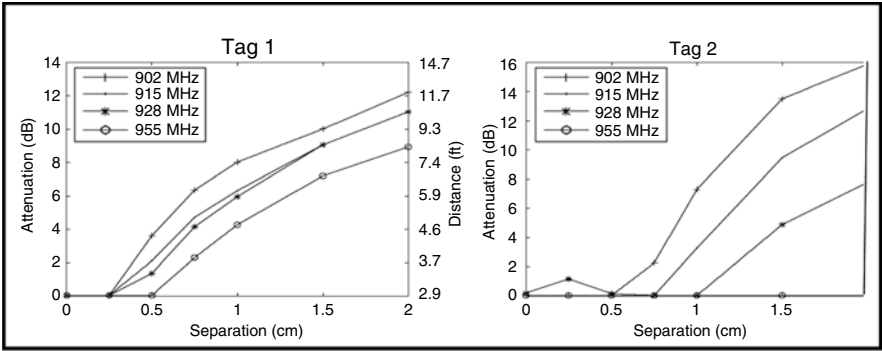 Tag 1
Attenuation (dB)
14
12
10
8
6
4
2
0
902 MHz
915 MHz
928 MHz
955 MHz
14.7
11.7
9.3
7.4
5.9
4.6
3.7
2.9
Distance (ft)
0 0.5 1 1.5 2
Separation (cm)
Tag 2
Attenuation (dB)
16
14
12
10
8
6
4
2
0
902 MHz
915 MHz
928 MHz
955 MHz
0 0.5 1 1.5
Separation (cm)